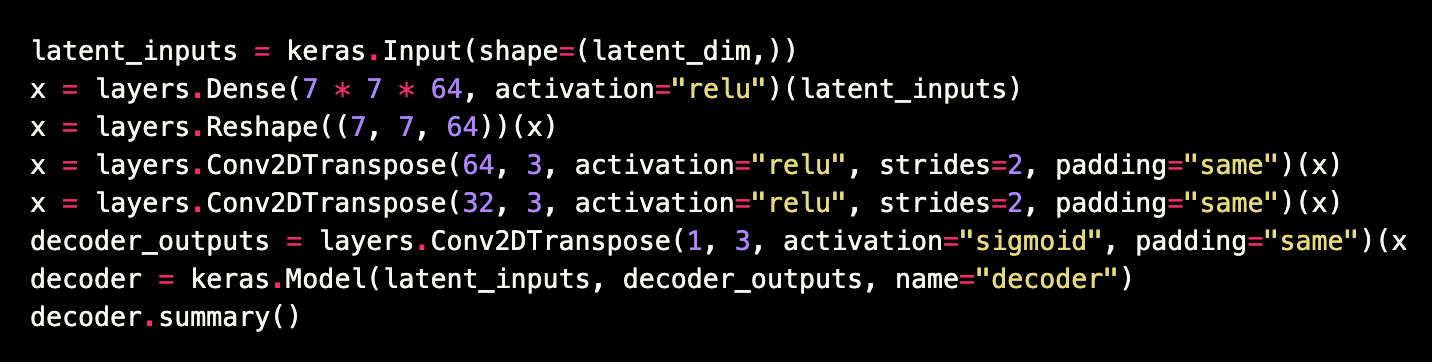 latent_inputs = keras.Input(shape=(latent_dim,))
x = layers.Dense(7 * 7 * 64, activation="relu")(latent_inputs)
x = layers.Reshape((7, 7, 64))(x)
x = layers.Conv2DTranspose(64, 3, activation="relu", strides=2, padding="same")(x)
x = layers.Conv2DTranspose(32, 3, activation="relu", strides=2, padding="same")(x)
decoder_outputs = layers.Conv2DTranspose(1, 3, activation="sigmoid", padding="same")(x
decoder = keras.Model(latent_inputs, decoder_outputs, name="decoder")
decoder.summary()